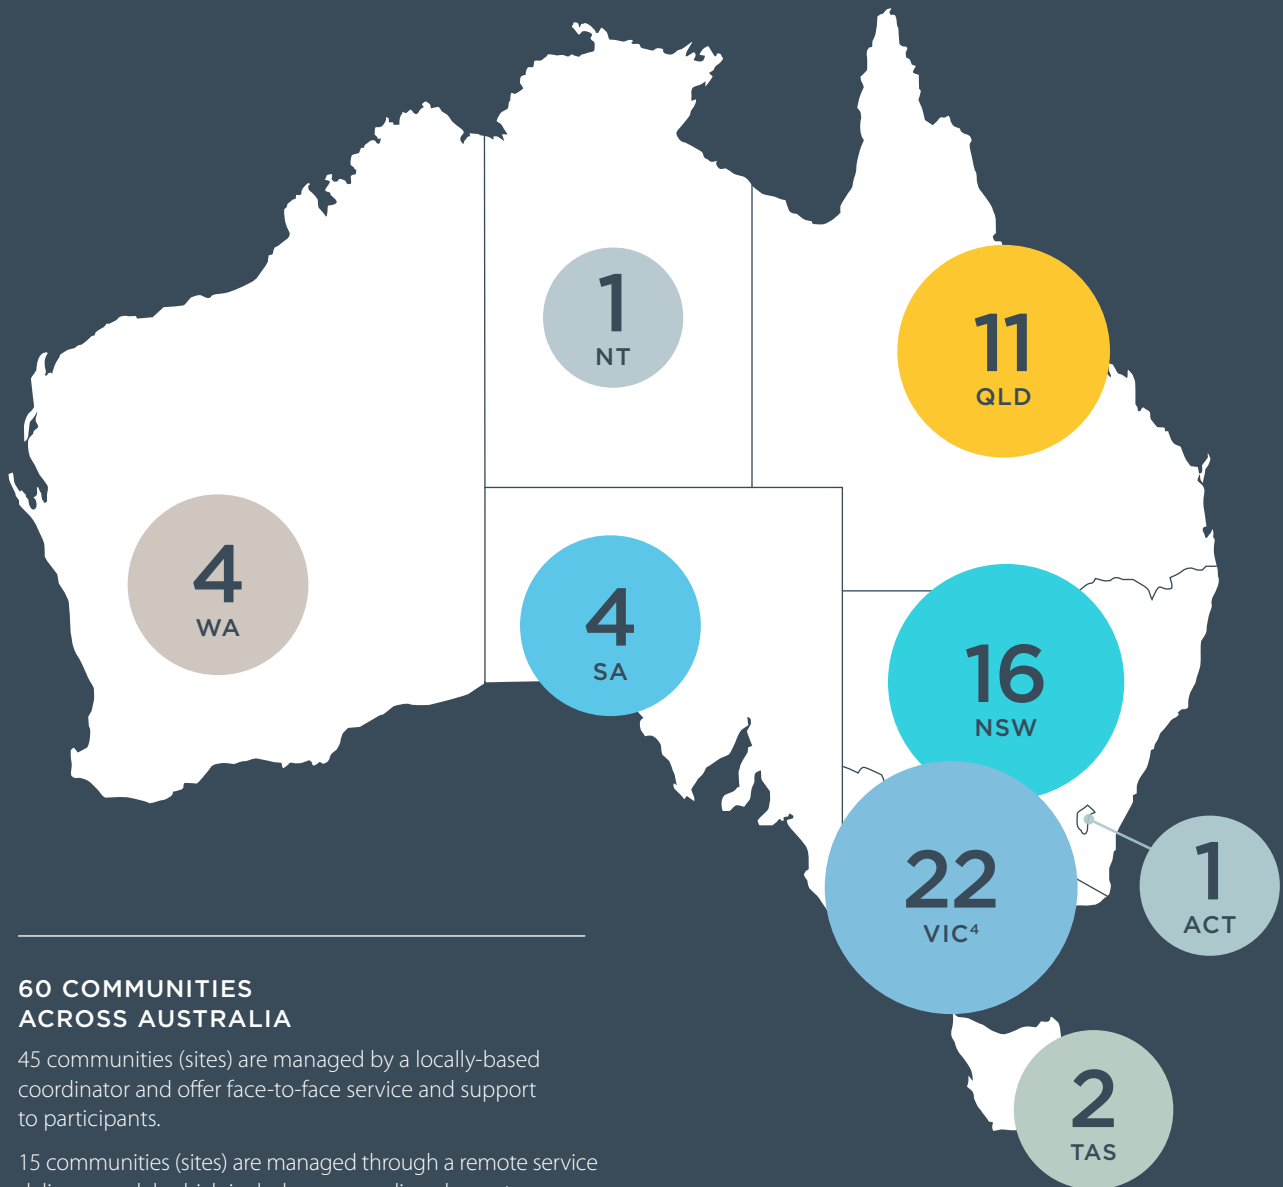 1
NT
11
QLD
4
WA
4
SA
16
NSW
22
VIC⁴
1
ACT
2
TAS
60 COMMUNITIES
ACROSS AUSTRALIA
45 communities (sites) are managed by a locally-based
coordinator and offer face-to-face service and support
to participants.
15 communities (sites) are managed through a remote service